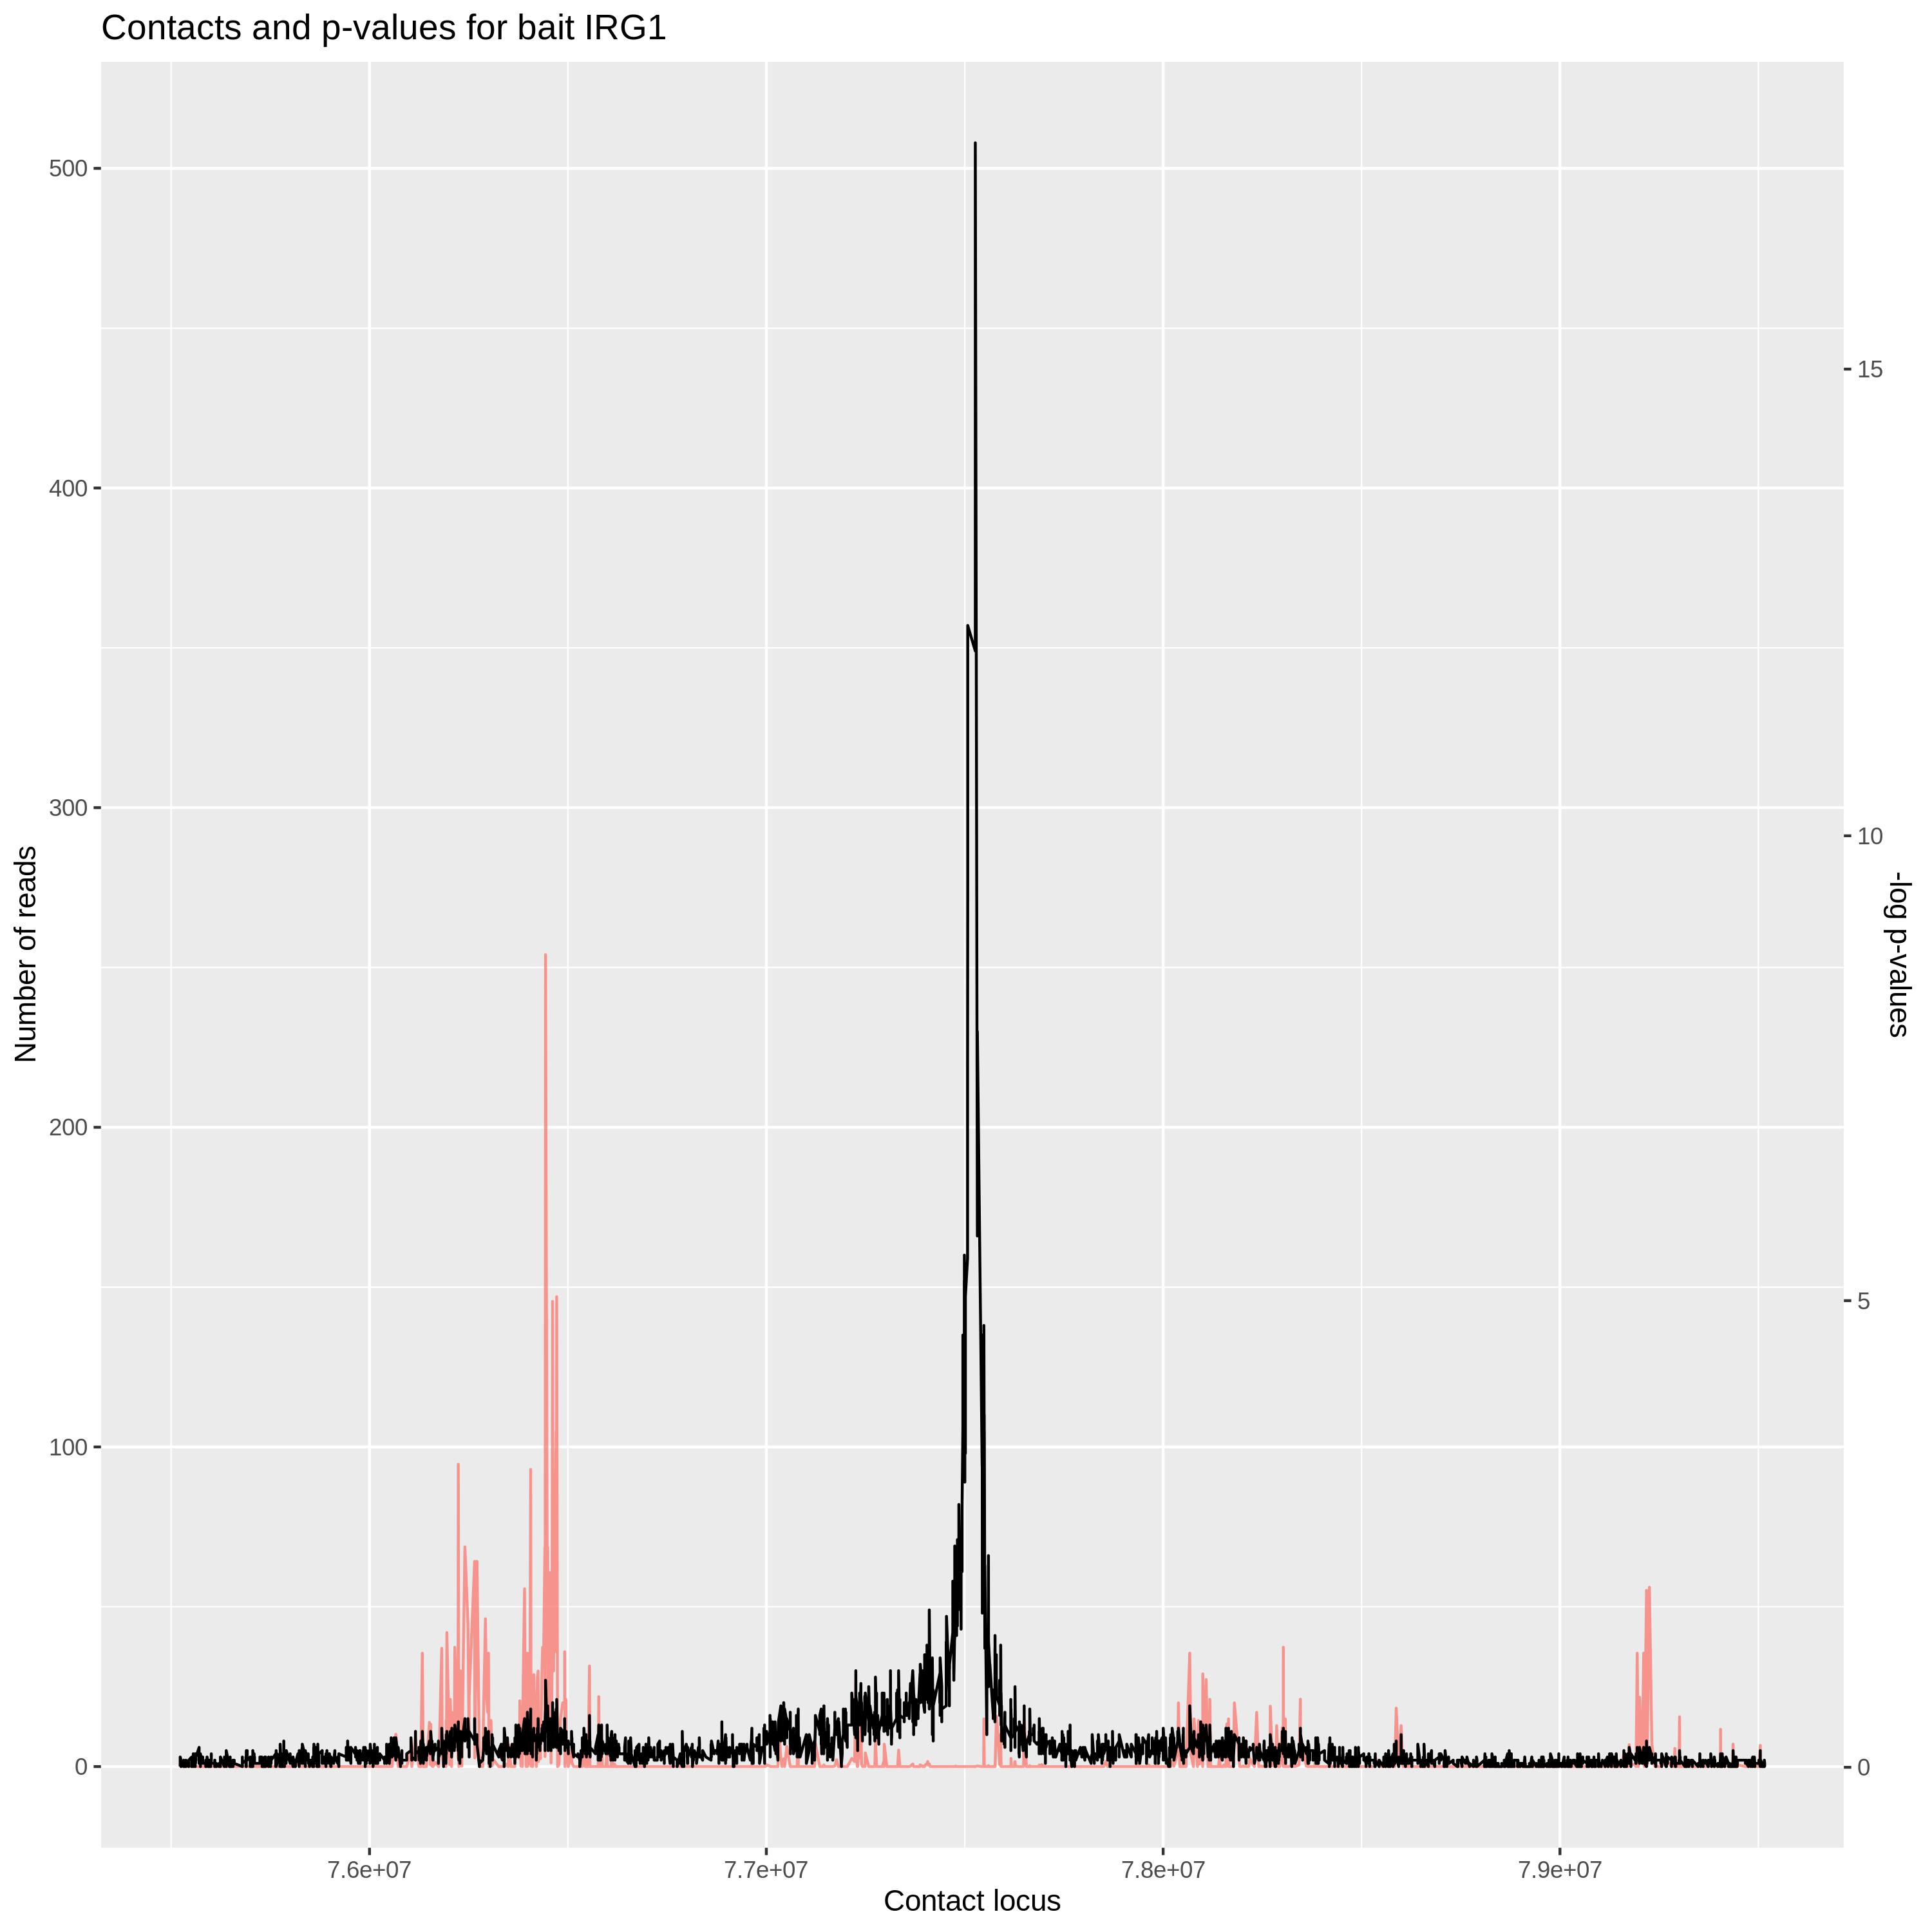 Contacts and p-values for bait IRG1
500
400
300
200
100
0
Number of reads
15
10
5
0
-log p-values
7.6e+07
7.7e+07
7.8e+07
7.9e+07
Contact locus